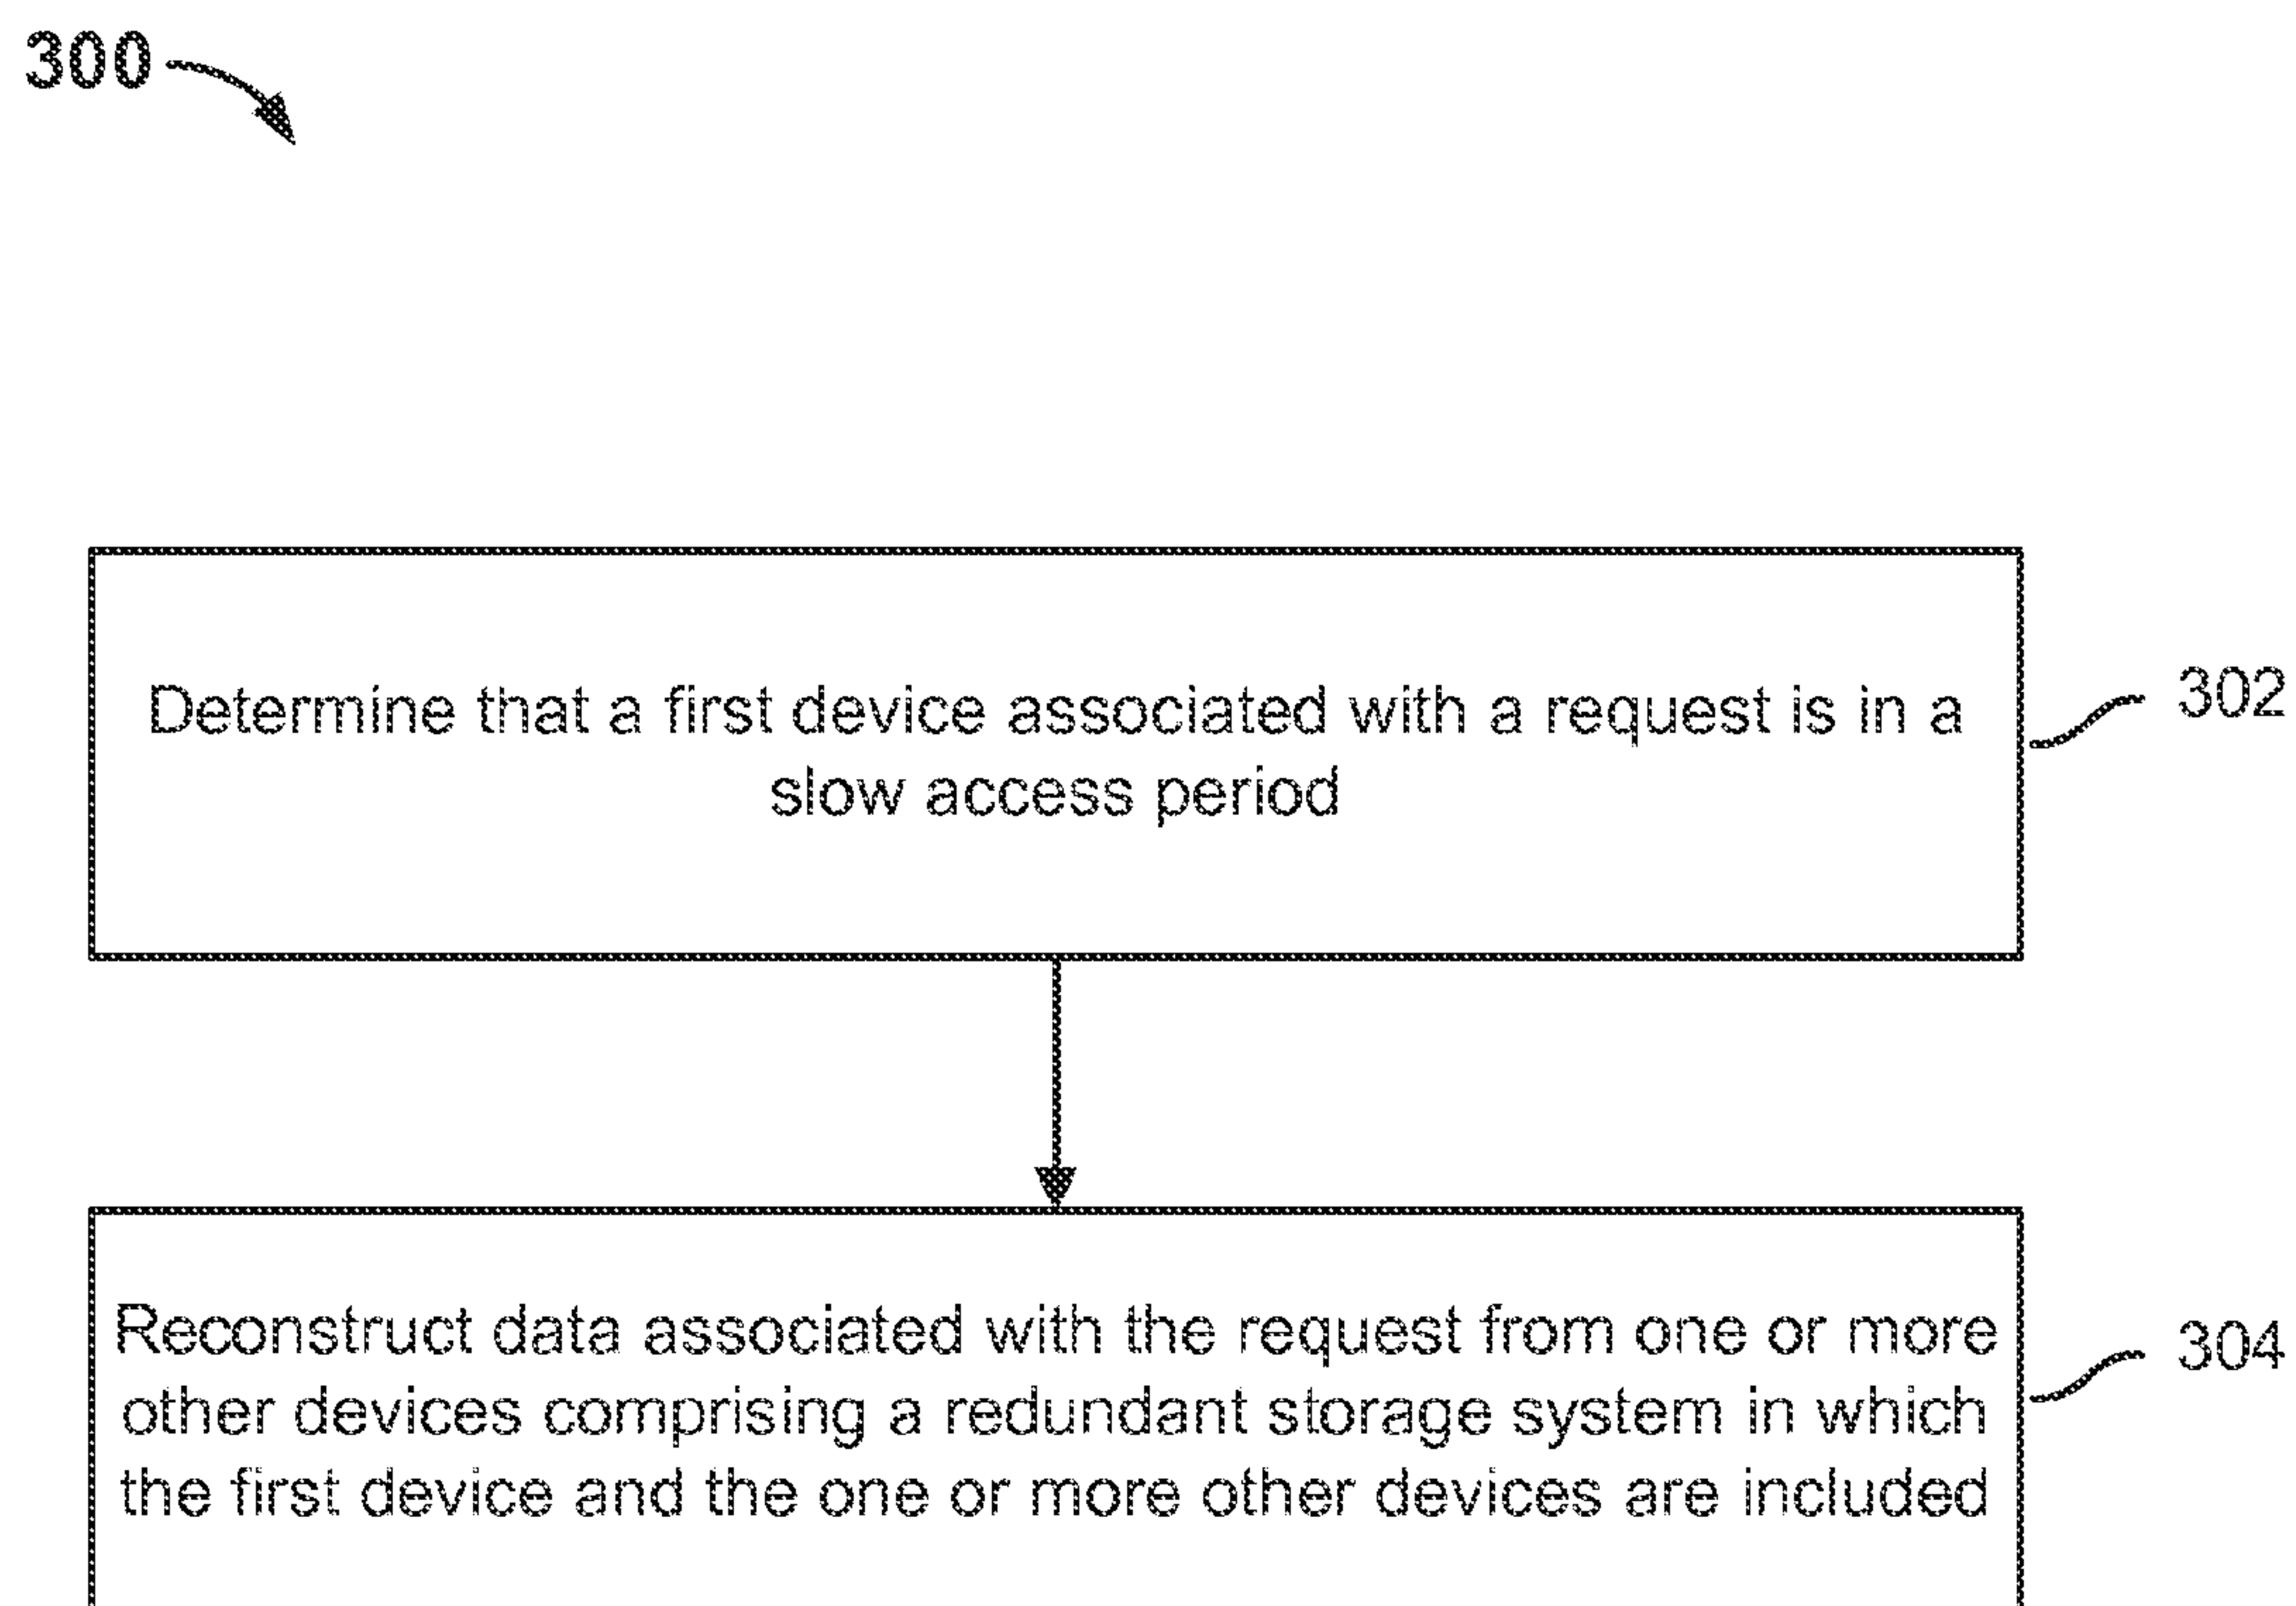 300
Determine that a first device associated with a request is in a
slow access period
302
Reconstruct data associated with the request from one or more
other devices comprising a redundant storage system in which
the first device and the one or more other devices are included
304